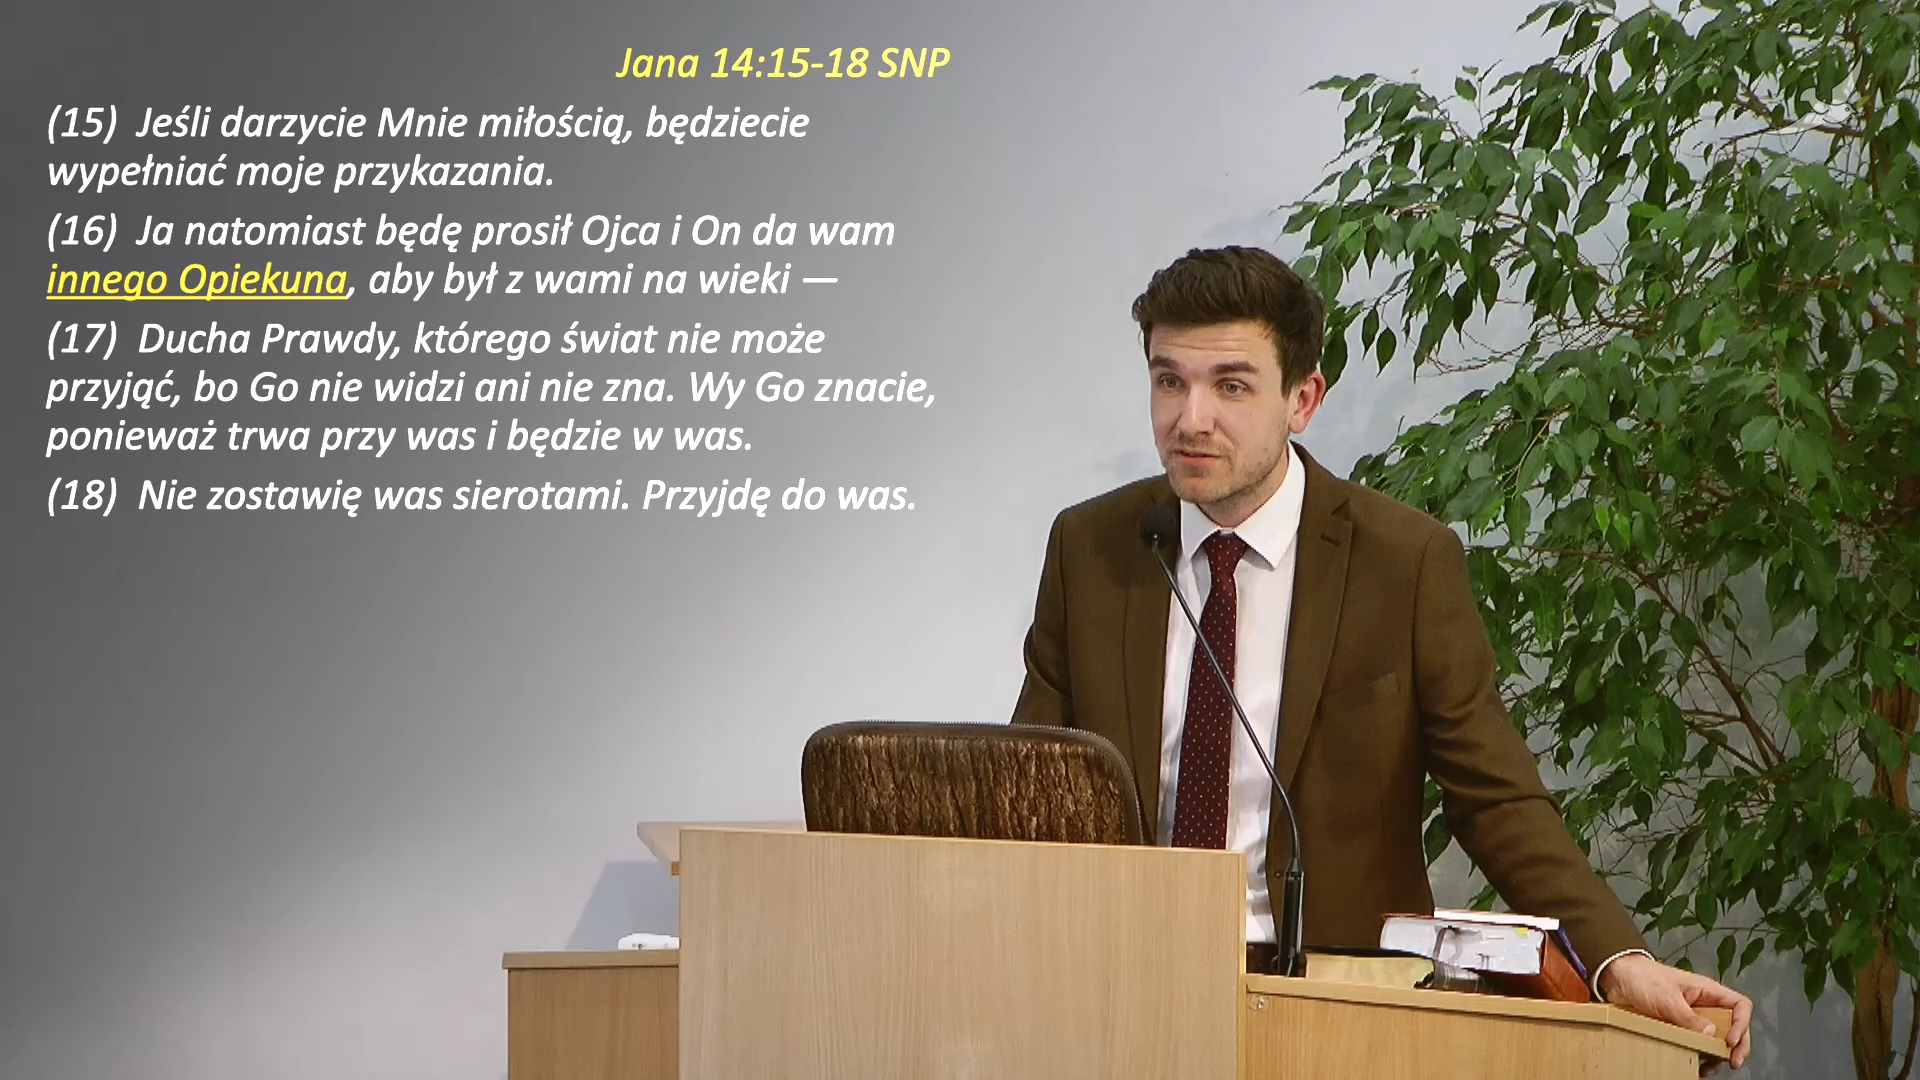 Jana 14:15-18 SNP
(15) Jeśli darzycie Mnie miłością, będziecie
wypełniać moje przykazania.
(16) Ja natomiast będę prosił Ojca i On da wam
innego Opiekuna, aby był z wami na wieki —
(17) Ducha Prawdy, którego świat nie może
przyjąć, bo Go nie widzi ani nie zna. Wy Go znacie,
ponieważ trwa przy was i będzie w was.
(18) Nie zostawię was sierotami. Przyjdę do was.